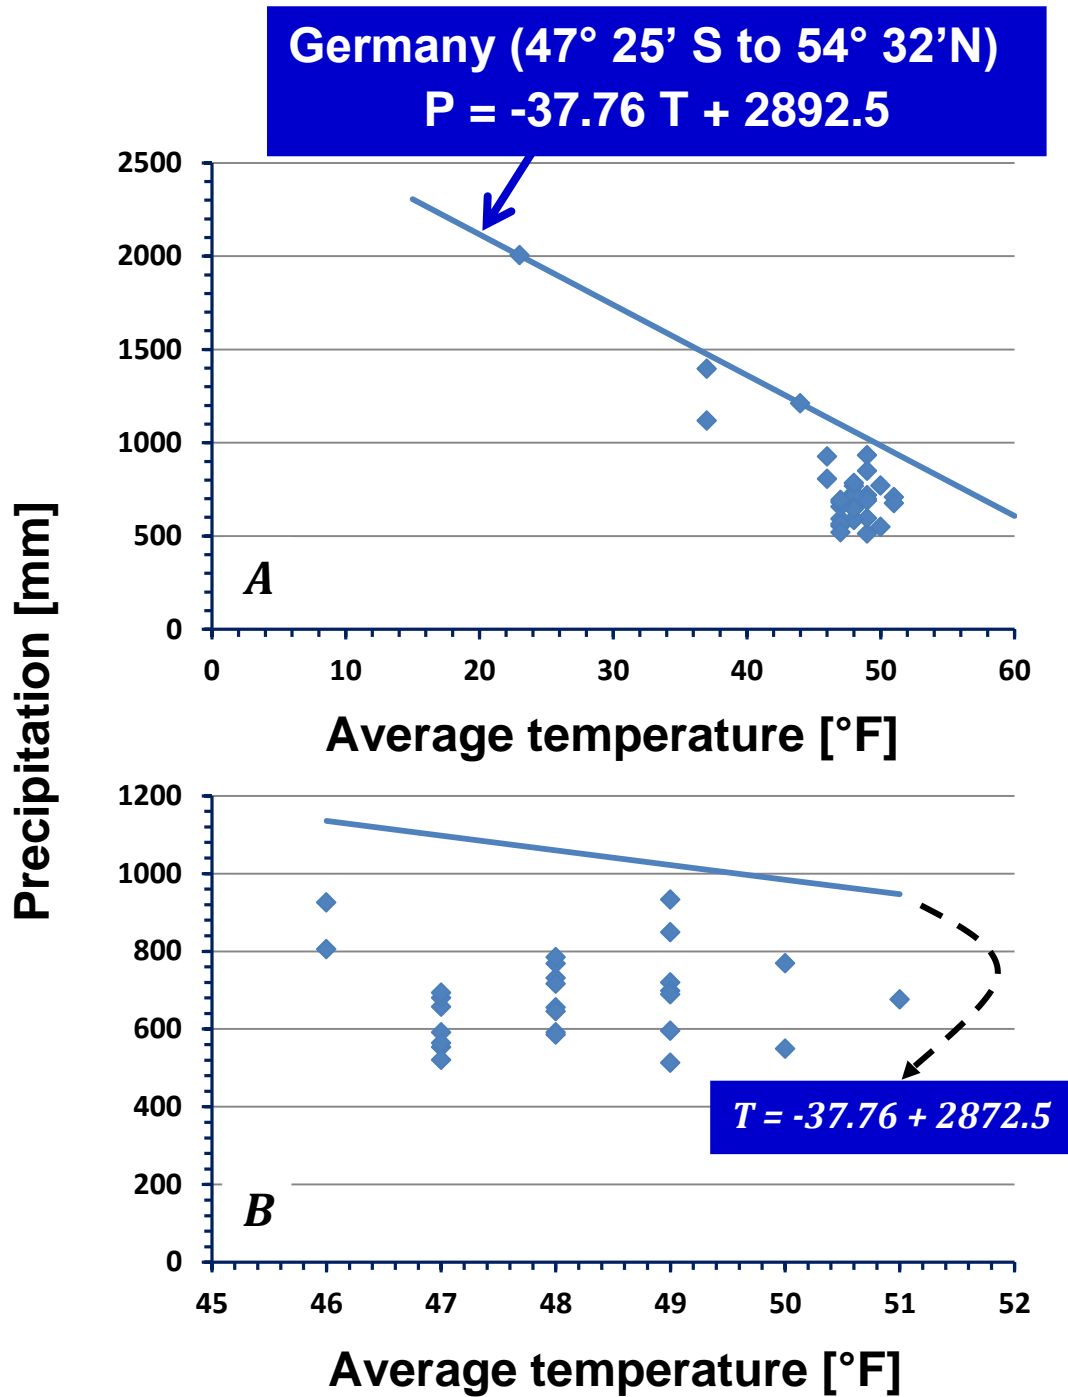 Germany (47° 25’ S to 54° 32’N)
P = -37.76 T + 2892.5
Precipitation [mm]
2500
2000
1500
1000
500
0
A
0 10 20 30 40 50 60
Average temperature [°F]
1200
1000
800
600
400
200
0
T = -37.76 + 2872.5
B
45 46 47 48 49 50 51 52
Average temperature [°F]